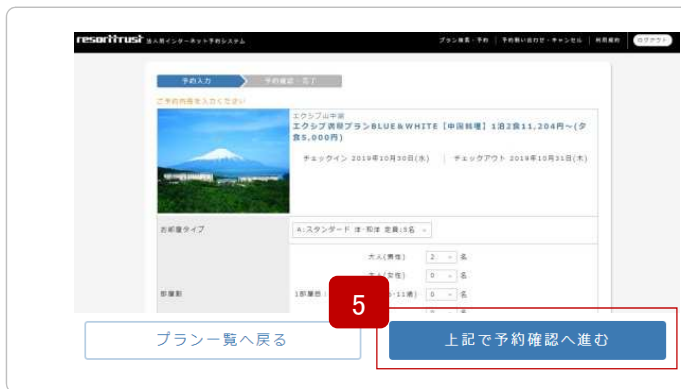 resorttrust 法人用インターネット予約システム
プラン検索・予約 | 予約問い合わせ・キャンセル | 利用規約 ログアウト
予約入力 予約確認・完了
ご予約内容を入力ください
エクシブ山中湖
エクシブ満喫プランBLUE&WHITE【中国料理】1泊2食11,204円～(夕
食5,000円)
チェックイン 2019年10月30日(水) | チェックアウト 2019年10月31日(木)
お部屋タイプ A:スタンダード 洋・和洋 定員:5名
大人(男性) 2 名
大人(女性) 0 名
部屋割 1部屋目 -11歳) 0 名
5
プラン一覧へ戻る 上記で予約確認へ進む